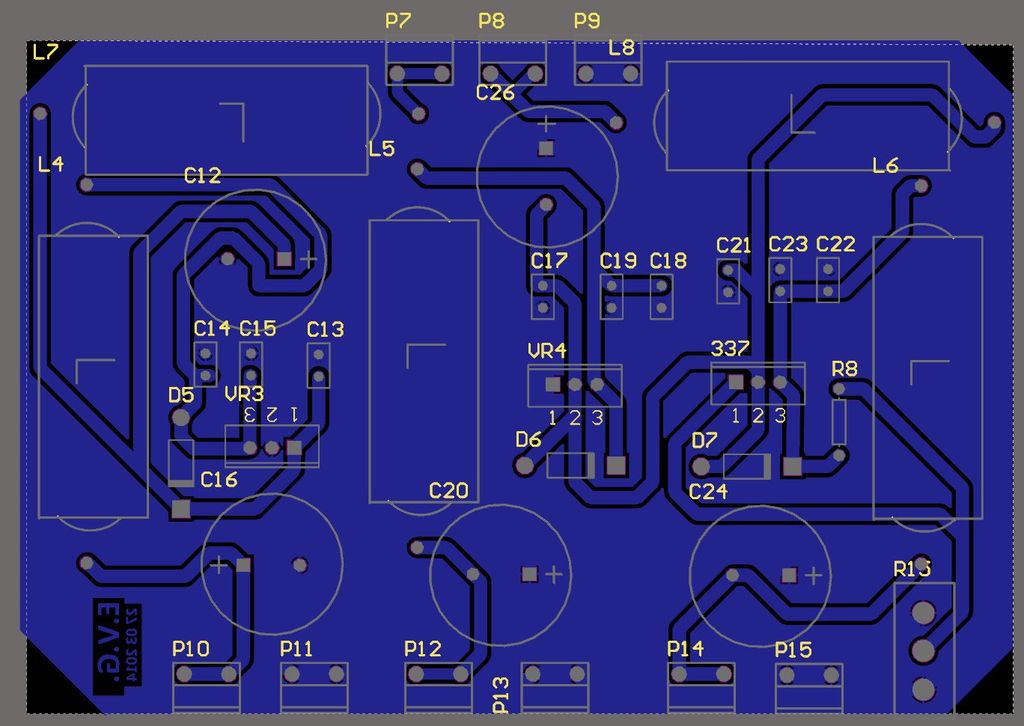 P7 P8 P9
L7 L8
C26
L4 L5 L6
C12
C17 C19 C18 C21 C23 C22
C14 C15 C13
VR4 337
D5 VR3 R8
3 2 1
1 2 3
1 2 3
D6 D7
C16 C20 C24
R15
E.V.G.
27 03 2014
P10 P11 P12 P13 P14 P15